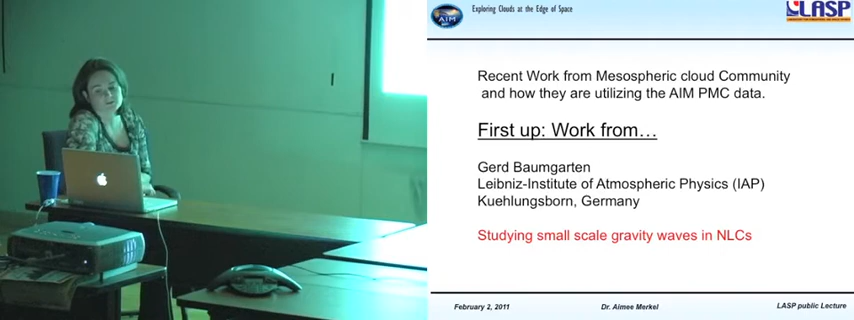 AIM
Exploring Clouds at the Edge of Space
LASP
Recent Work from Mesospheric cloud Community
and how they are utilizing the AIM PMC data.
First up: Work from…
Gerd Baumgarten
Leibniz-Institute of Atmospheric Physics (IAP)
Kuehlungsborn, Germany
Studying small scale gravity waves in NLCs
February 2, 2011
Dr. Aimee Merkel
LASP public Lecture